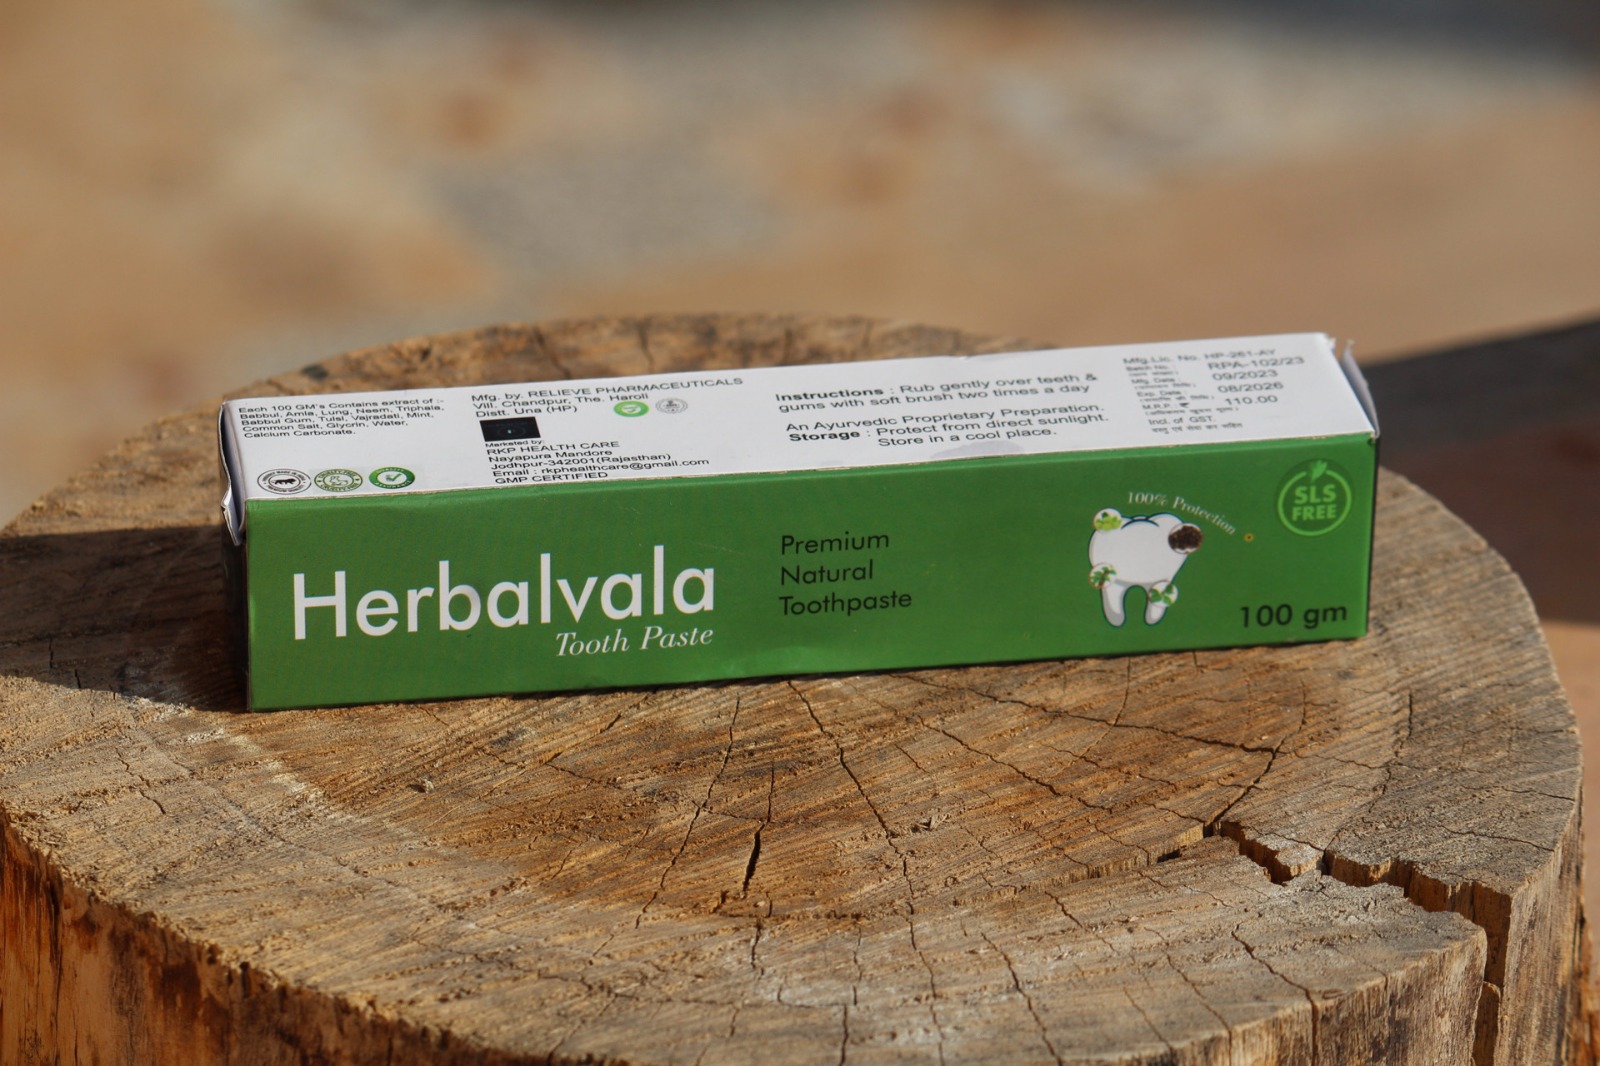 Each 100 GM's Contains extract of :-
Babbul, Amla, Lung, Neem, Triphala,
Babbul Gum, Tulsi, Vajradati, Mint,
Common Salt, Glycrin, Water,
Calcium Carbonate.
Mfg. by. RELIEVE PHARMACEUTICALS
Vill. Chandpur, The. Haroli
Distt. Una (HP)
Marketed by:
RKP HEALTH CARE
Nayapura Mandore
Jodhpur-342001(Rajasthan)
Email : rkphealthcare@gmail.com
GMP CERTIFIED
Instructions : Rub gently over teeth &
gums with soft brush two times a day
An Ayurvedic Proprietary Preparation.
Storage : Protect from direct sunlight.
Store in a cool place.
Mfg.Lic. No. HP-261-AY
Batch No. RPA-102/23
Mfg. Date 09/2023
Exp. Date 08/2026
M.R.P. ₹ 110.00
Incl. of GST.
Herbalvala
Tooth Paste
Premium
Natural
Toothpaste
100% Protection
SLS
FREE
100 gm